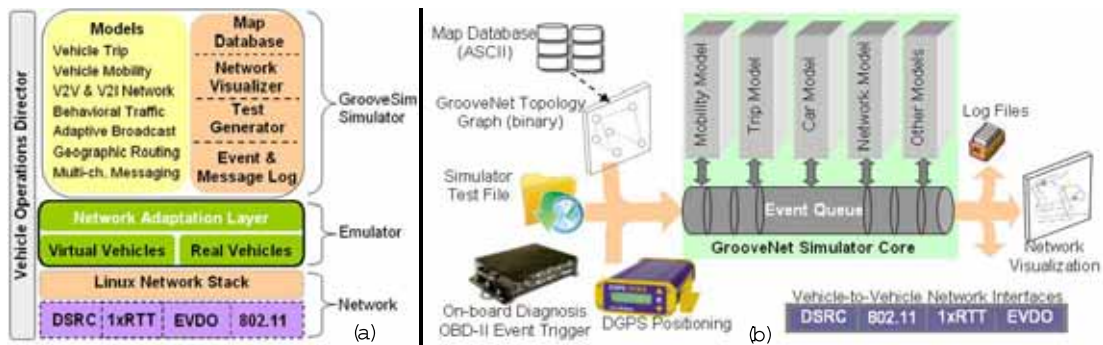 Vehicle Operations Director
Models
Vehicle Trip
Vehicle Mobility
V2V & V2I Network
Behavioral Traffic
Adaptive Broadcast
Geographic Routing
Multi-ch. Messaging
Map
Database
Network
Visualizer
Test
Generator
Event &
Message Log
GrooveSim
Simulator
Network Adaptation Layer
Virtual Vehicles
Real Vehicles
Emulator
Linux Network Stack
DSRC
1xRTT
EVDO
802.11
Network
(a)
Map Database
(ASCII)
GrooveNet Topology
Graph (binary)
Simulator
Test File
On-board Diagnosis
OBD-II Event Trigger
DGPS Positioning
Mobility Model
Trip Model
Car Model
Network Model
Other Models
Event Queue
GrooveNet Simulator Core
Log Files
Network
Visualization
Vehicle-to-Vehicle Network Interfaces
DSRC
802.11
1xRTT
EVDO
(b)